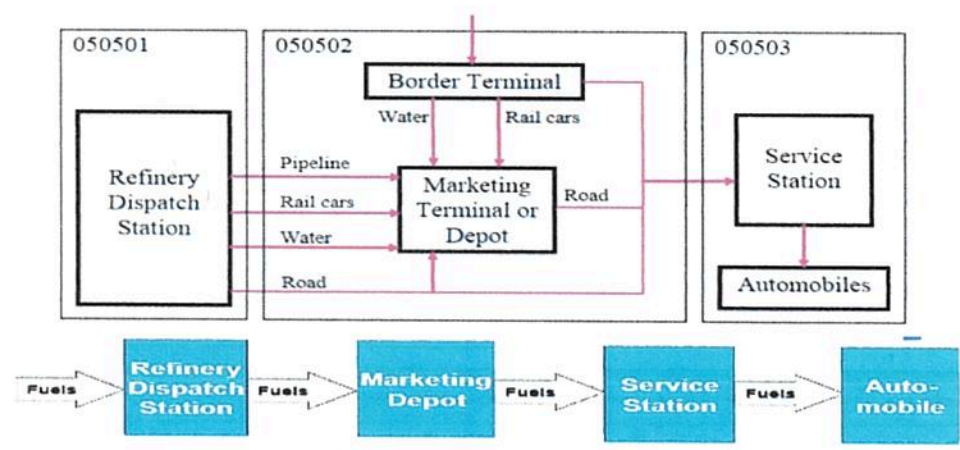 050501
050502
050503
Border Terminal
Water
Rail cars
Refinery
Dispatch
Station
Pipeline
Rail cars
Water
Road
Marketing
Terminal or
Depot
Road
Service
Station
Automobiles
Fuels
Refinery
Dispatch
Station
Fuels
Marketing
Depot
Fuels
Service
Station
Fuels
Auto-
mobile